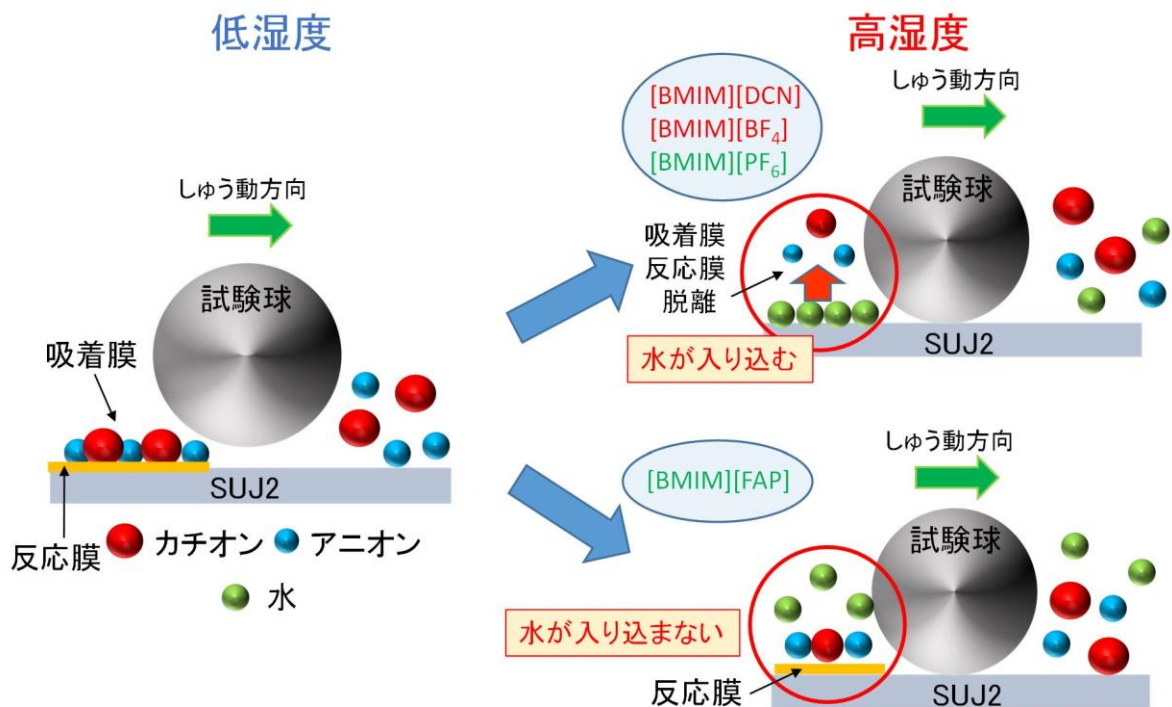 低湿度
しゅう動方向
試験球
吸着膜
SUJ2
反応膜
カチオン
アニオン
水
高湿度
[BMIM][DCN]
[BMIM][BF₄]
[BMIM][PF₆]
しゅう動方向
試験球
吸着膜
反応膜
脱離
SUJ2
水が入り込む
[BMIM][FAP]
しゅう動方向
試験球
水が入り込まない
反応膜
SUJ2